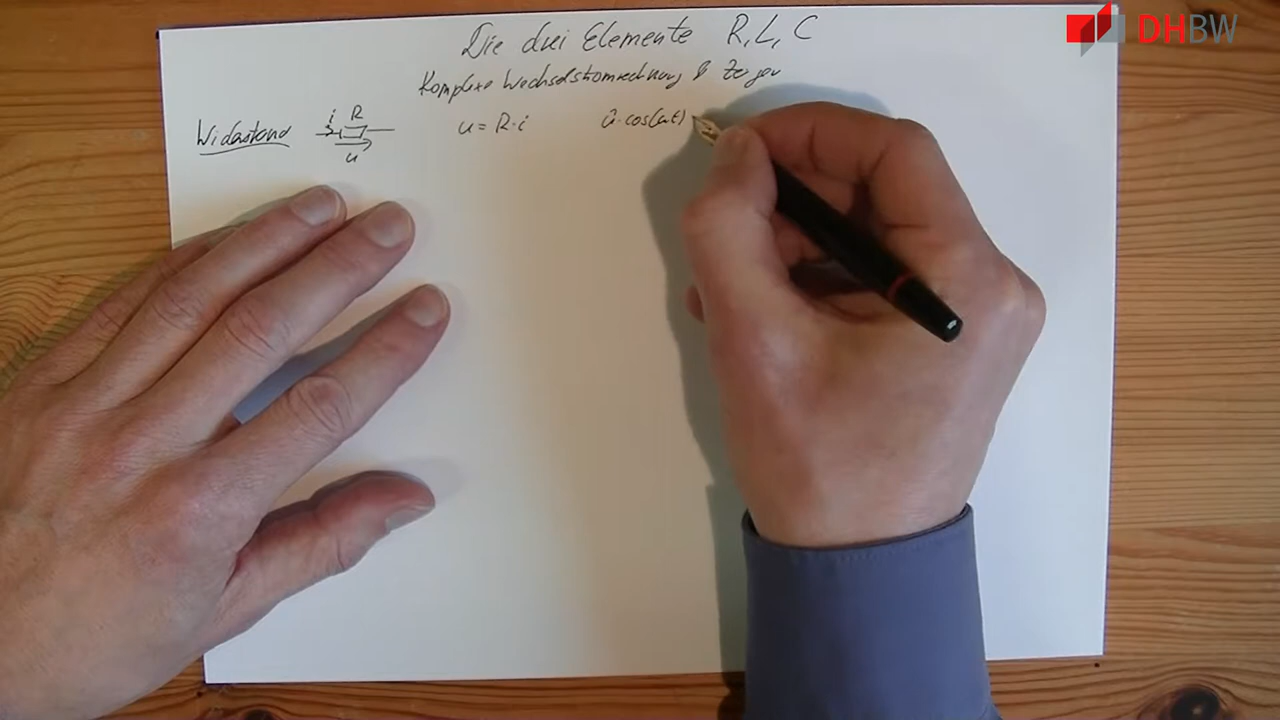 DHBW
Die drei Elemente R, L, C
Komplexe Wechselstromrechnung & Zeiger
Widerstand i R u u = R · i û · cos(ωt)